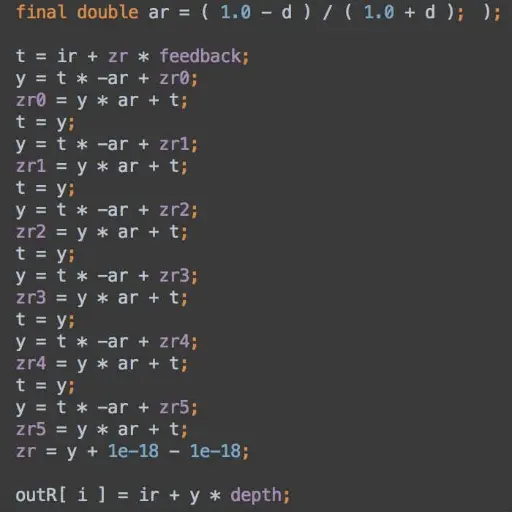 final double ar = ( 1.0 - d ) / ( 1.0 + d );  );
t = ir + zr * feedback;
y = t * -ar + zr0;
zr0 = y * ar + t;
t = y;
y = t * -ar + zr1;
zr1 = y * ar + t;
t = y;
y = t * -ar + zr2;
zr2 = y * ar + t;
t = y;
y = t * -ar + zr3;
zr3 = y * ar + t;
t = y;
y = t * -ar + zr4;
zr4 = y * ar + t;
t = y;
y = t * -ar + zr5;
zr5 = y * ar + t;
zr = y + 1e-18 - 1e-18;
outR[ i ] = ir + y * depth;